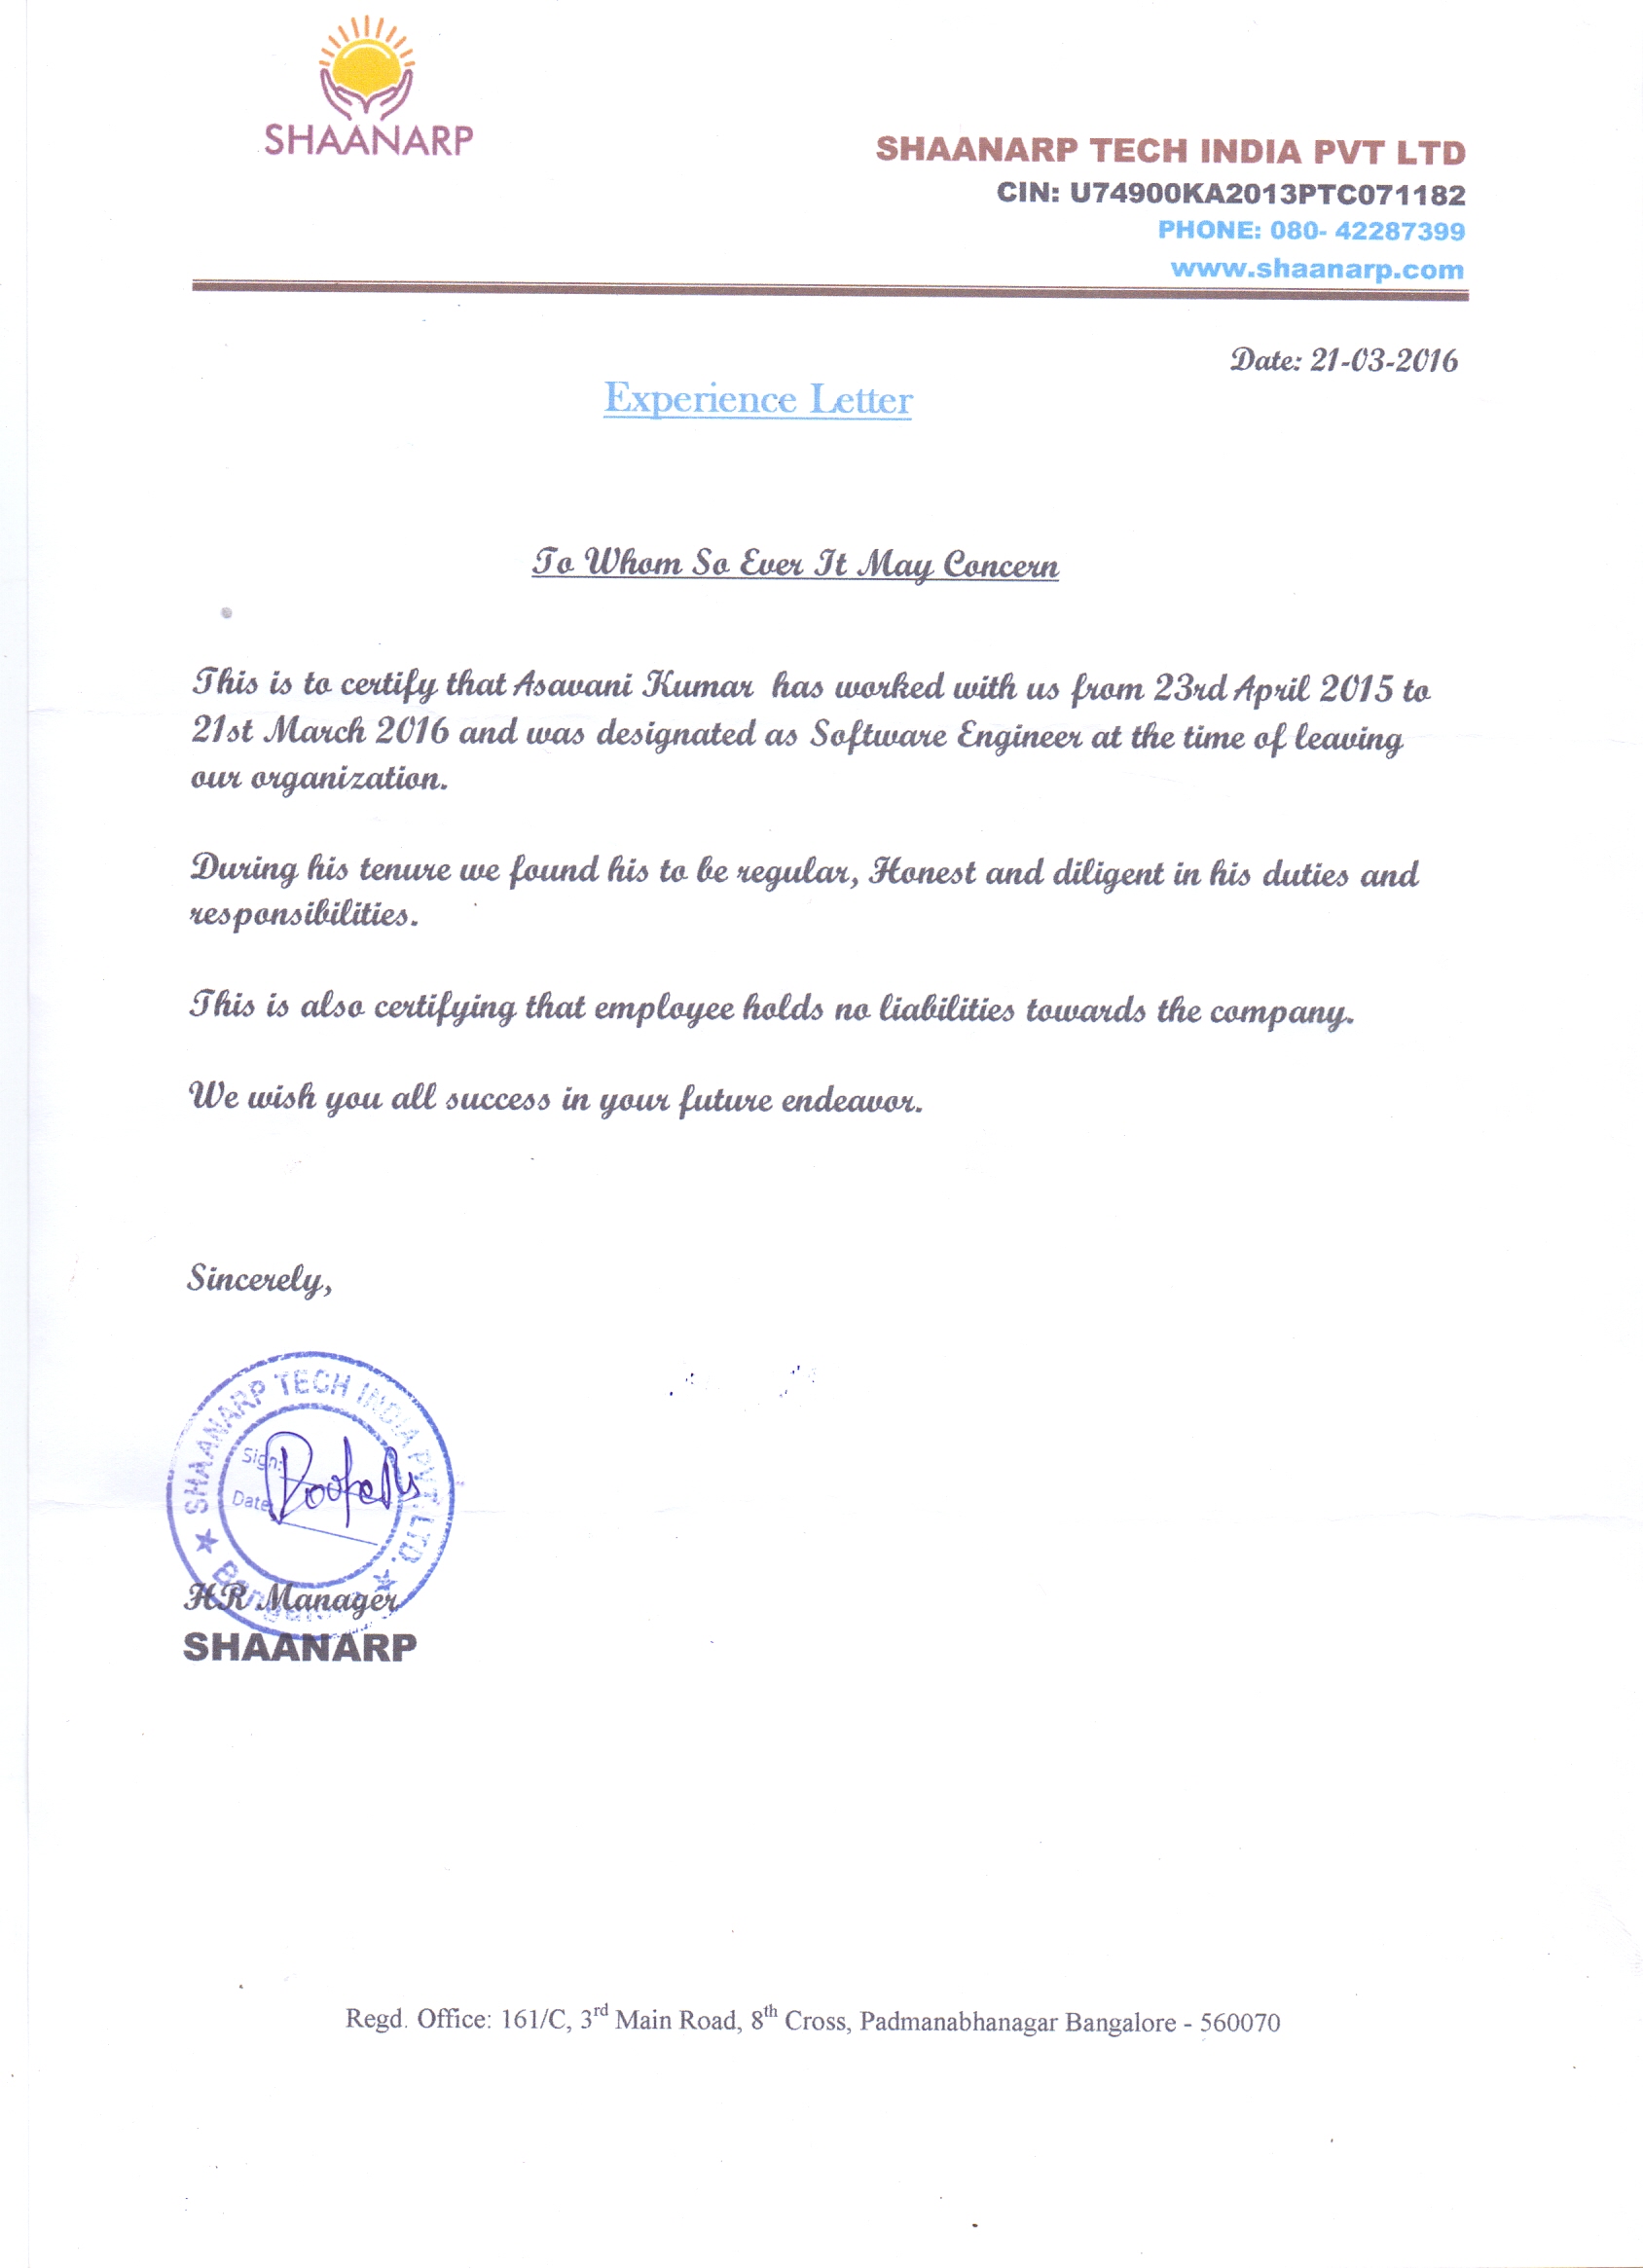 SHAANARP
SHAANARP TECH INDIA PVT LTD
CIN: U74900KA2013PTC071182
PHONE: 080- 42287399
www.shaanarp.com
Date: 21-03-2016
Experience Letter
To Whom So Ever It May Concern
This is to certify that Asavani Kumar has worked with us from 23rd April 2015 to
21st March 2016 and was designated as Software Engineer at the time of leaving
our organization.
During his tenure we found his to be regular, Honest and diligent in his duties and
responsibilities.
This is also certifying that employee holds no liabilities towards the company.
We wish you all success in your future endeavor.
Sincerely,
SHAANARP TECH INDIA PVT. LTD.
Sign:
Date
HR Manager
SHAANARP
Regd. Office: 161/C, 3rd Main Road, 8th Cross, Padmanabhanagar Bangalore - 560070